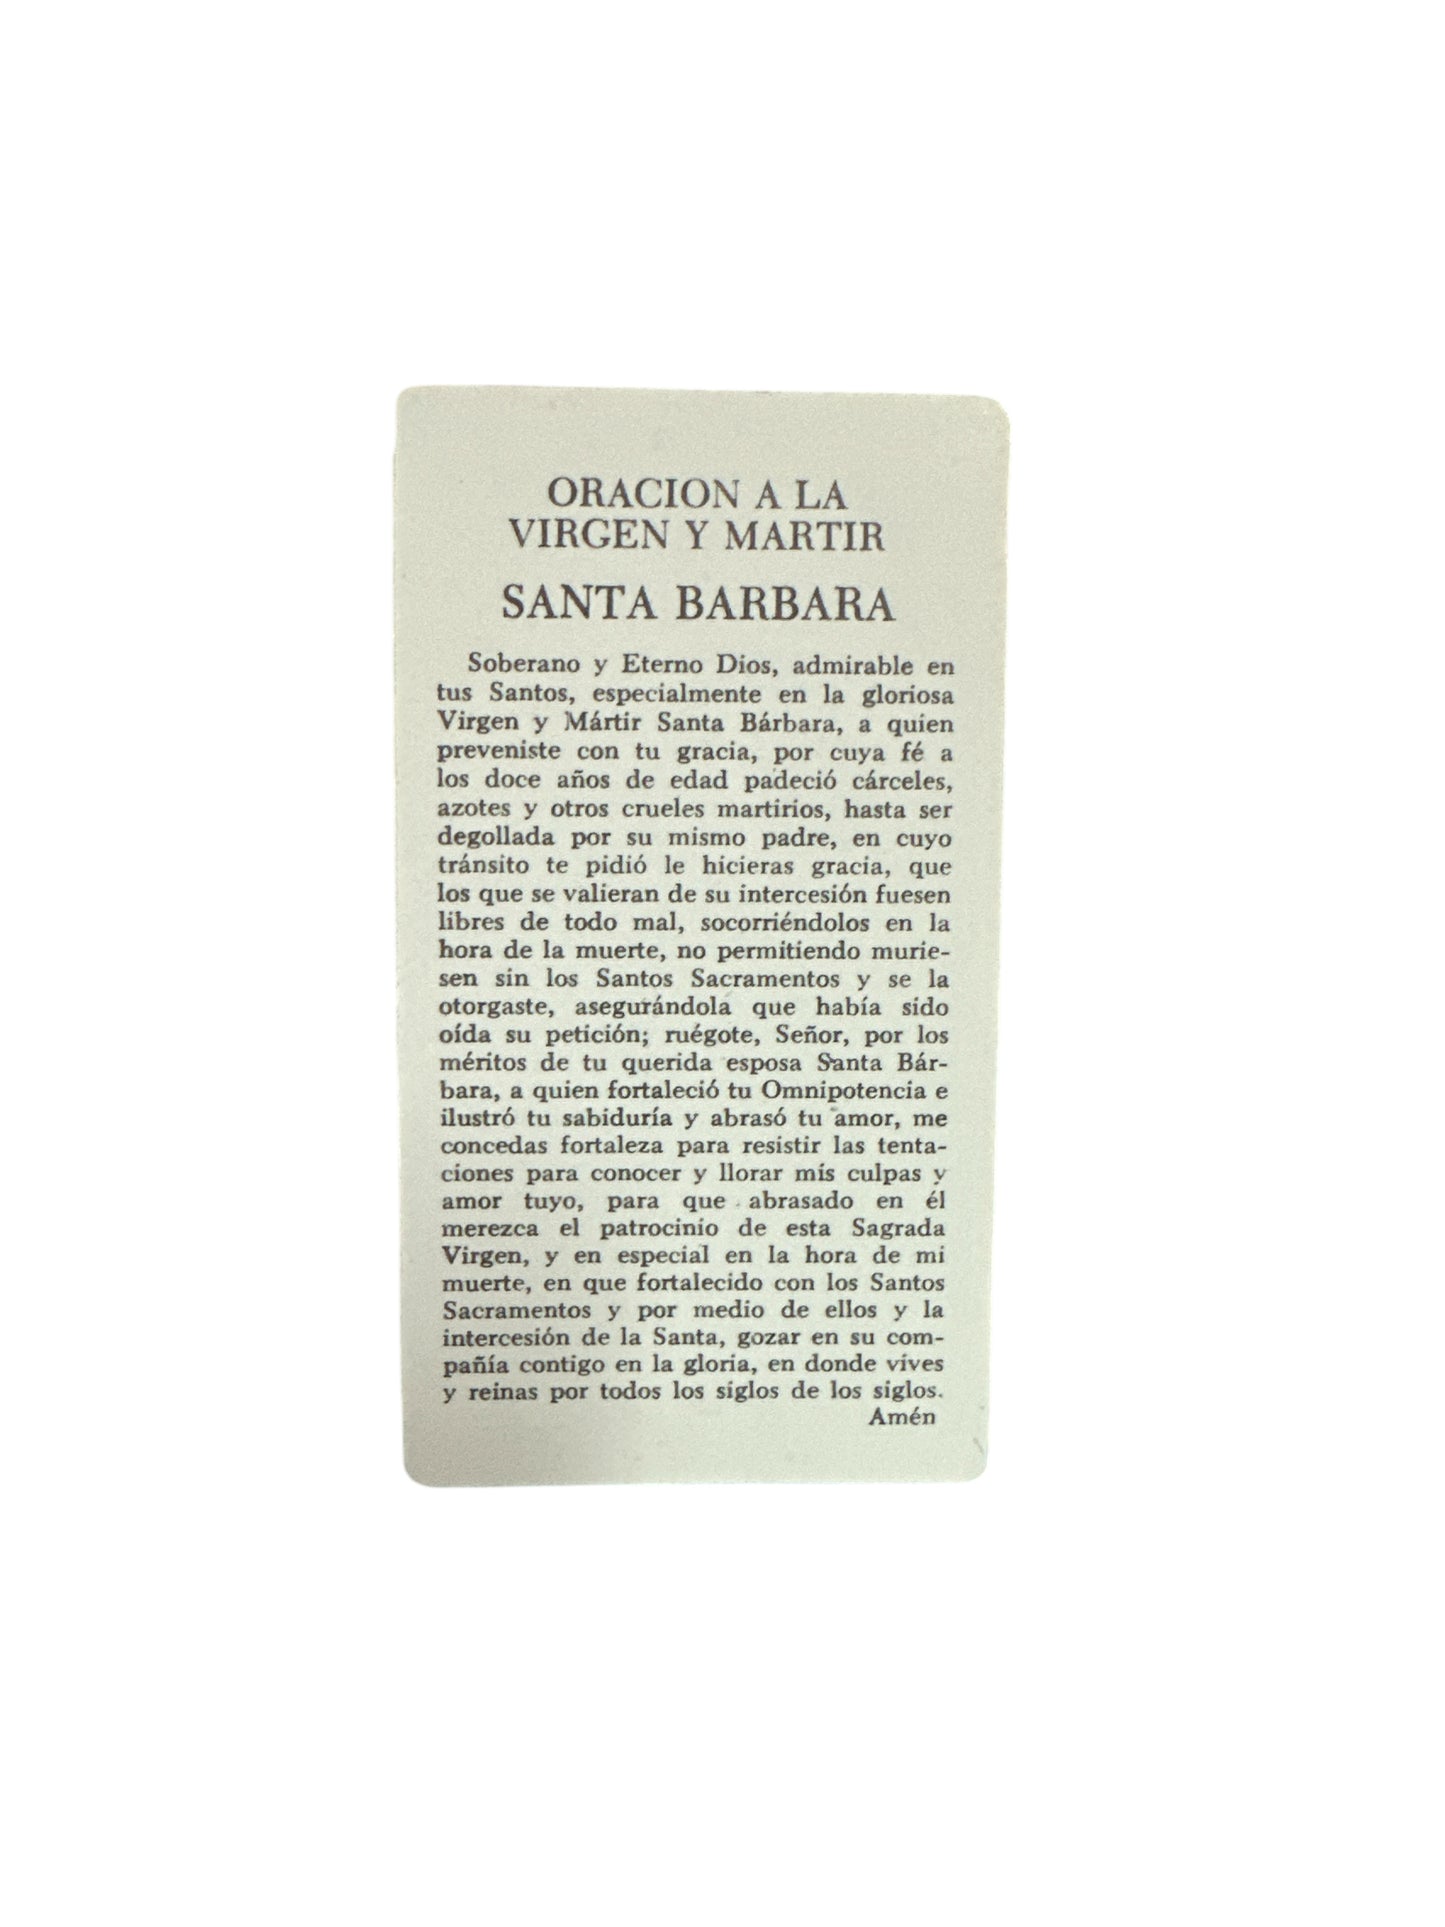 ORACION A LA
VIRGEN Y MARTIR
SANTA BARBARA
Soberano y Eterno Dios, admirable en
tus Santos, especialmente en la gloriosa
Virgen y Mártir Santa Bárbara, a quien
preveniste con tu gracia, por cuya fé a
los doce años de edad padeció cárceles,
azotes y otros crueles martirios, hasta ser
degollada por su mismo padre, en cuyo
tránsito te pidió le hicieras gracia, que
los que se valieran de su intercesión fuesen
libres de todo mal, socorriéndolos en la
hora de la muerte, no permitiendo murie-
sen sin los Santos Sacramentos y se la
otorgaste, asegurándola que había sido
oída su petición; ruégote, Señor, por los
méritos de tu querida esposa Santa Bár-
bara, a quien fortaleció tu Omnipotencia e
ilustró tu sabiduría y abrasó tu amor, me
concedas fortaleza para resistir las tenta-
ciones para conocer y llorar mis culpas y
amor tuyo, para que abrasado en él
merezca el patrocinio de esta Sagrada
Virgen, y en especial en la hora de mi
muerte, en que fortalecido con los Santos
Sacramentos y por medio de ellos y la
intercesión de la Santa, gozar en su com-
pañía contigo en la gloria, en donde vives
y reinas por todos los siglos de los siglos.
Amén